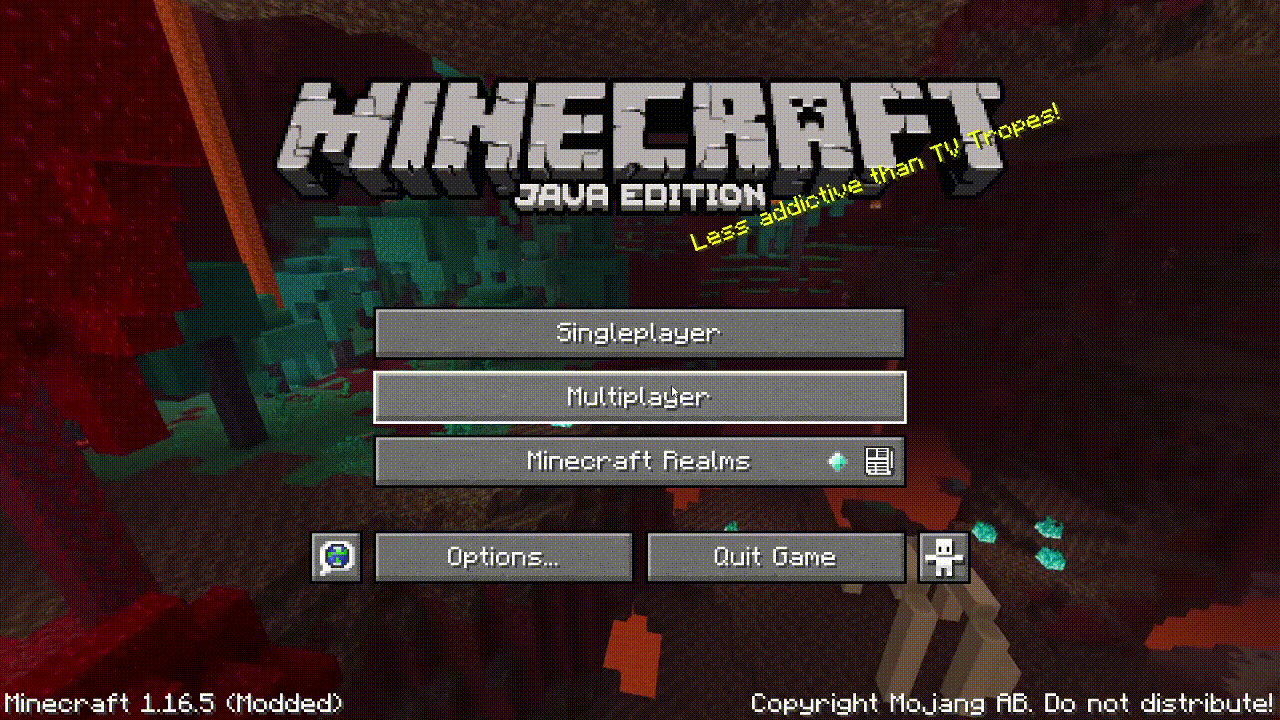 MINECRAFT
JAVA EDITION
Less addictive than TV Tropes!
Singleplayer
Multiplayer
Minecraft Realms
Options...
Quit Game
Minecraft 1.16.5 (Modded)
Copyright Mojang AB. Do not distribute!